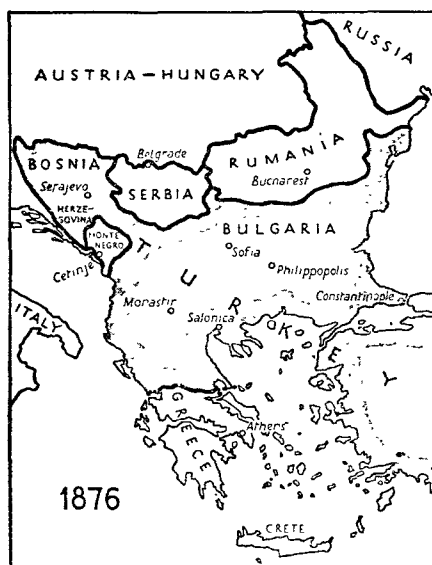 RUSSIA
AUSTRIA-HUNGARY
Belgrade
BOSNIA
Serajevo
HERZE-
GOVINA
SERBIA
RUMANIA
Bucharest
MONTE
NEGRO
Cetinje
BULGARIA
Sofia
Philippopolis
TURKEY
Monastir
Salonica
Constantinople
ITALY
GREECE
Athens
1876
CRETE